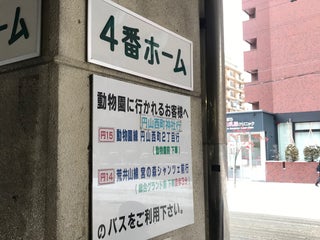 ホーム
4番ホーム
動物園に行かれるお客様へ
円山西町神社行
円15 動物園線 円山西町2丁目行
(動物園前 下車)
円14 荒井山線 宮の森シャンツェ前行
のバスをご利用下さい。